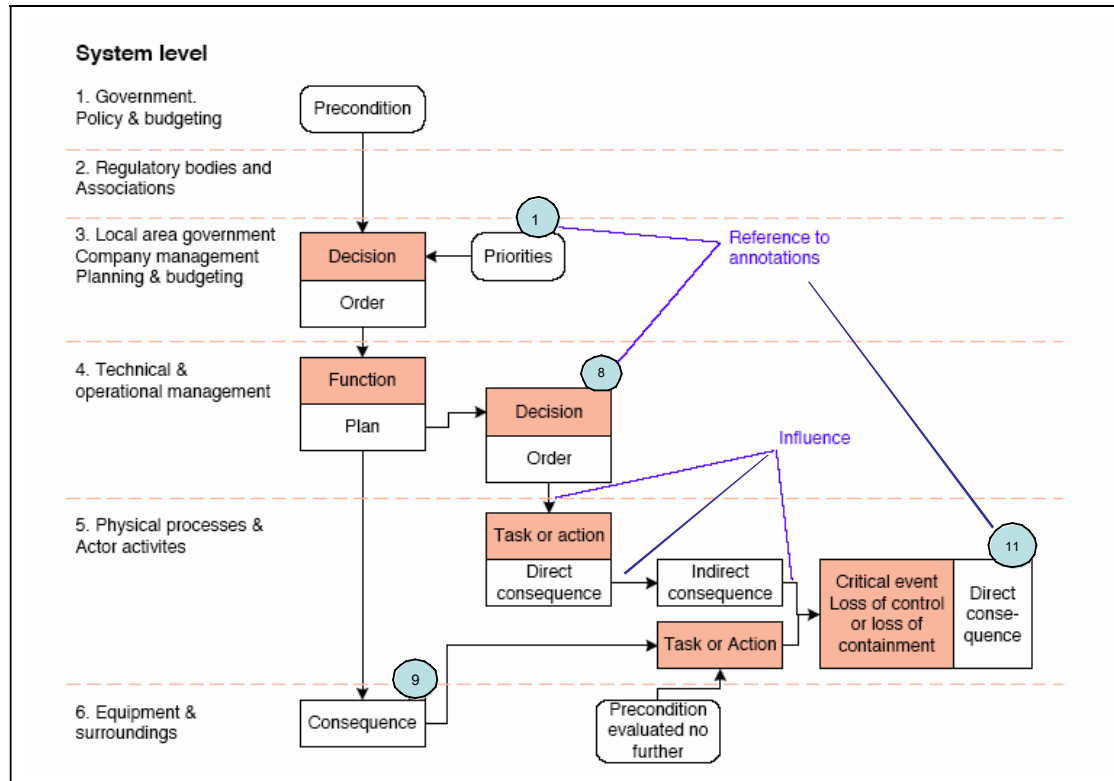 System level
1. Government.
Policy & budgeting
Precondition
2. Regulatory bodies and
Associations
1
3. Local area government
Company management
Planning & budgeting
Decision
Order
Priorities
Reference to
annotations
4. Technical &
operational management
Function
Plan
8
Decision
Order
Influence
5. Physical processes &
Actor activites
Task or action
Direct
consequence
Indirect
consequence
Task or Action
11
Critical event
Loss of control
or loss of
containment
Direct
conse-
quence
6. Equipment &
surroundings
9
Consequence
Precondition
evaluated no
further